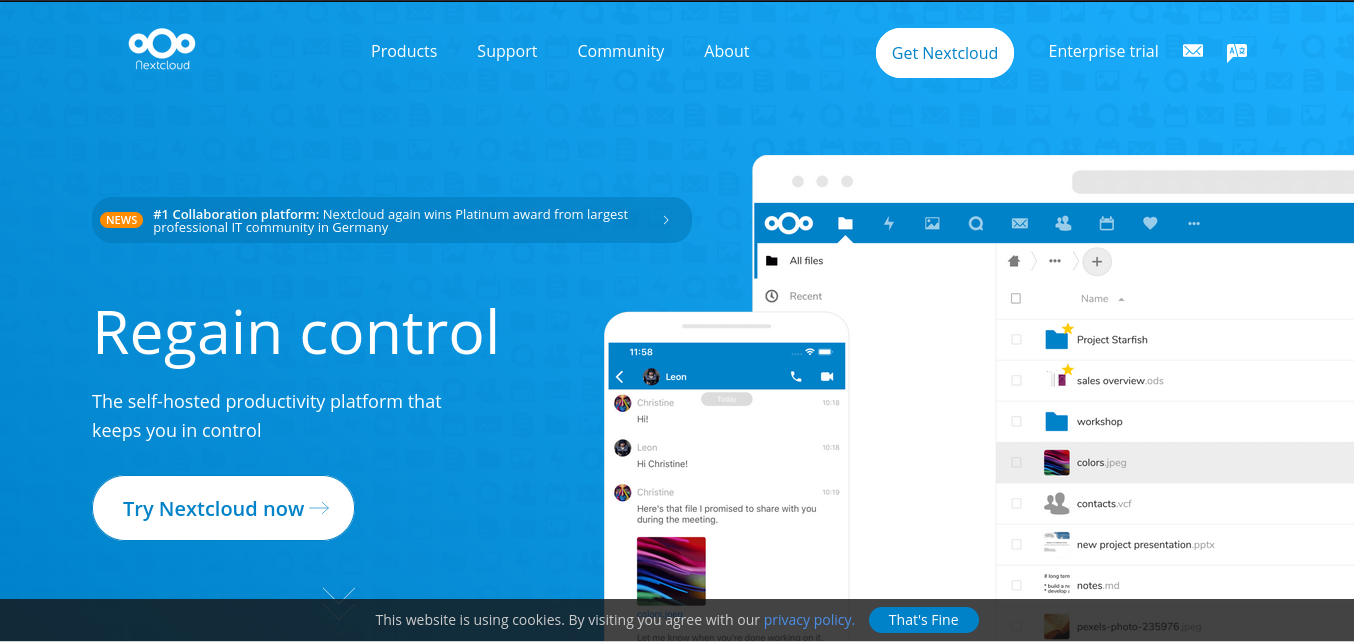 nextcloud
Products
Support
Community
About
Get Nextcloud
Enterprise trial
NEWS
#1 Collaboration platform: Nextcloud again wins Platinum award from largest
professional IT community in Germany
Regain control
The self-hosted productivity platform that
keeps you in control
Try Nextcloud now
11:58
Leon
Today
Christine
10:18
Hi!
Leon
10:18
Hi Christine!
Christine
10:19
Here's that file I promised to share with you
during the meeting.
colors.jpeg
Let me know when you're done working on it.
All files
Recent
Name
Project Starfish
sales overview.ods
workshop
colors.jpeg
contacts.vcf
new project presentation.pptx
notes.md
pexels-photo-235976.jpeg
This website is using cookies. By visiting you agree with our privacy policy.
That's Fine